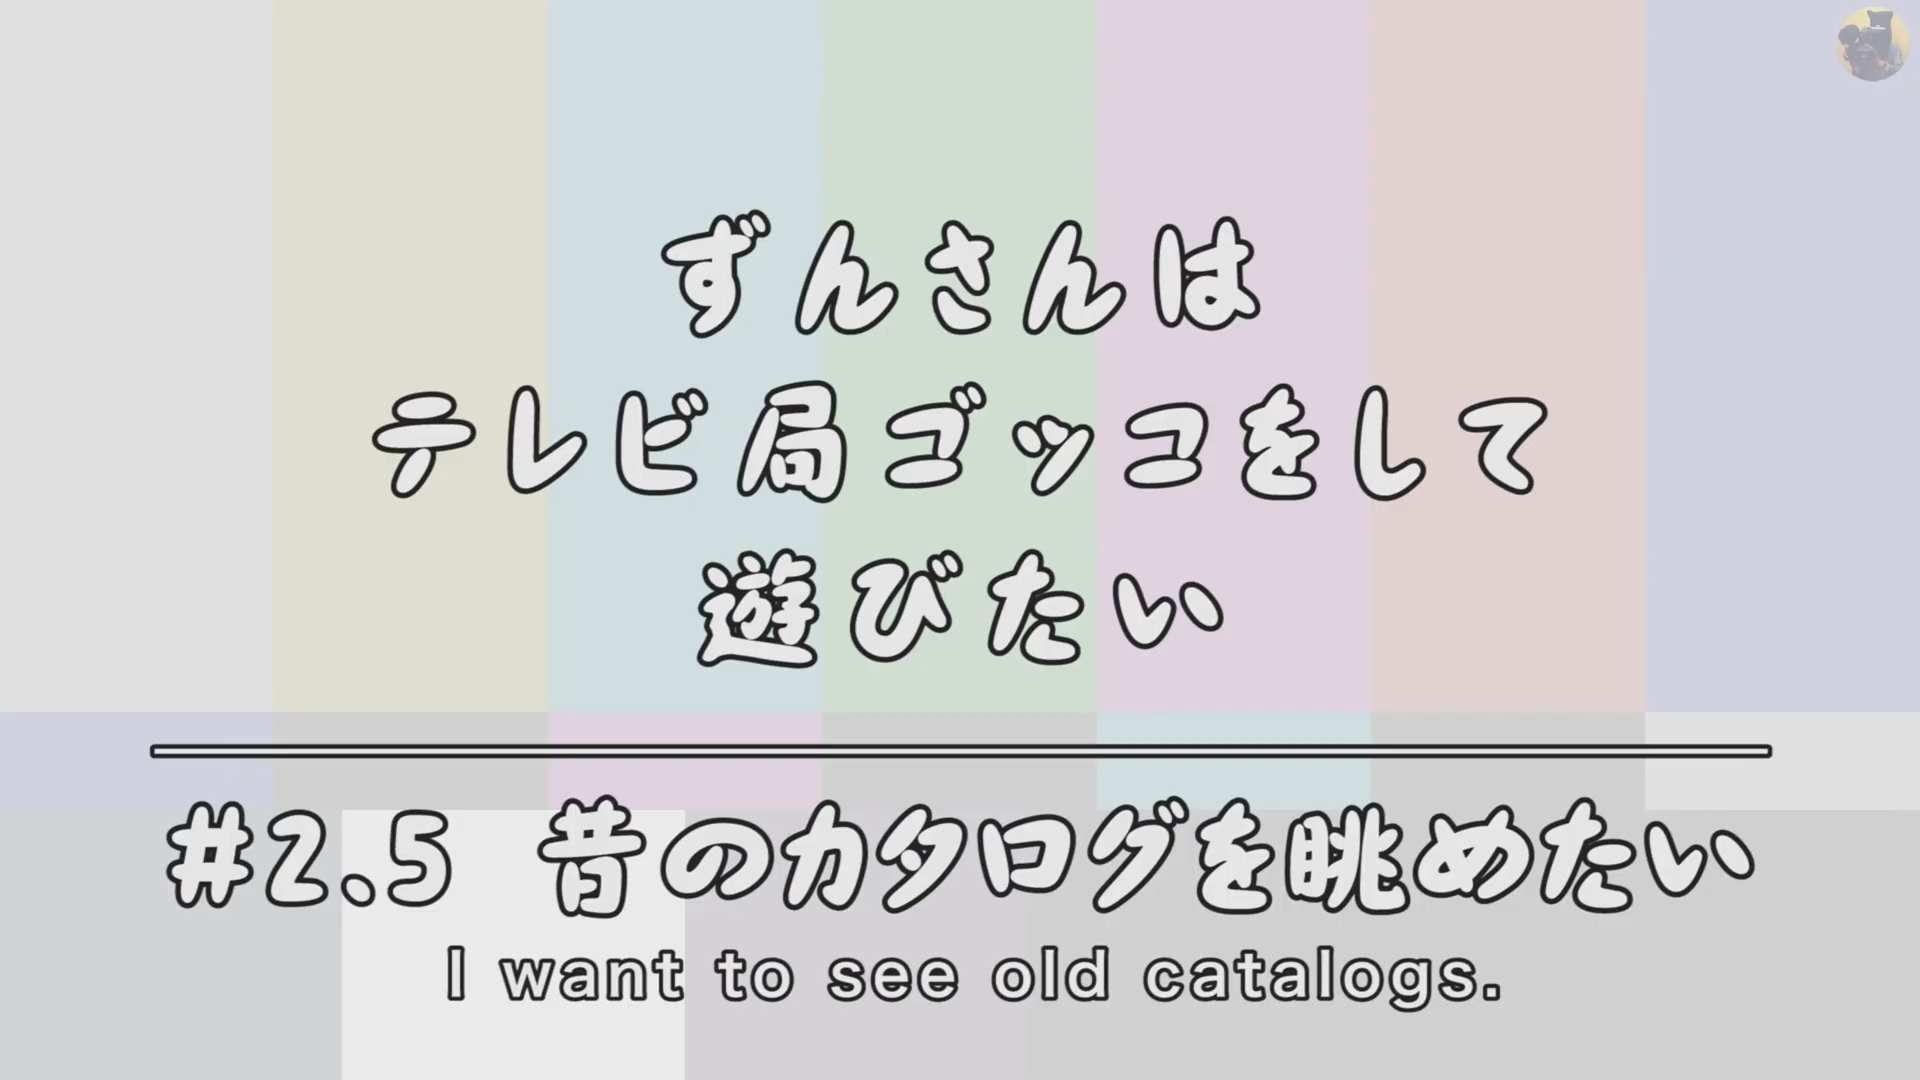 ずんさんは
テレビ局ゴッコをして
遊びたい
#2.5 昔のカタログを眺めたい
I want to see old catalogs.